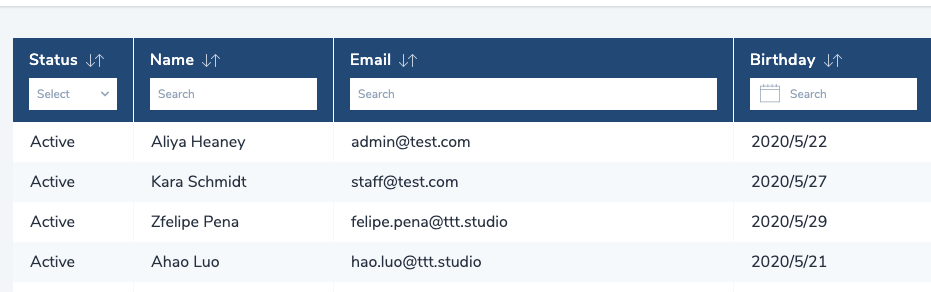 Status Name Email Birthday
Select Search Search Search
Active Aliya Heaney admin@test.com 2020/5/22
Active Kara Schmidt staff@test.com 2020/5/27
Active Zfelipe Pena felipe.pena@ttt.studio 2020/5/29
Active Ahao Luo hao.luo@ttt.studio 2020/5/21